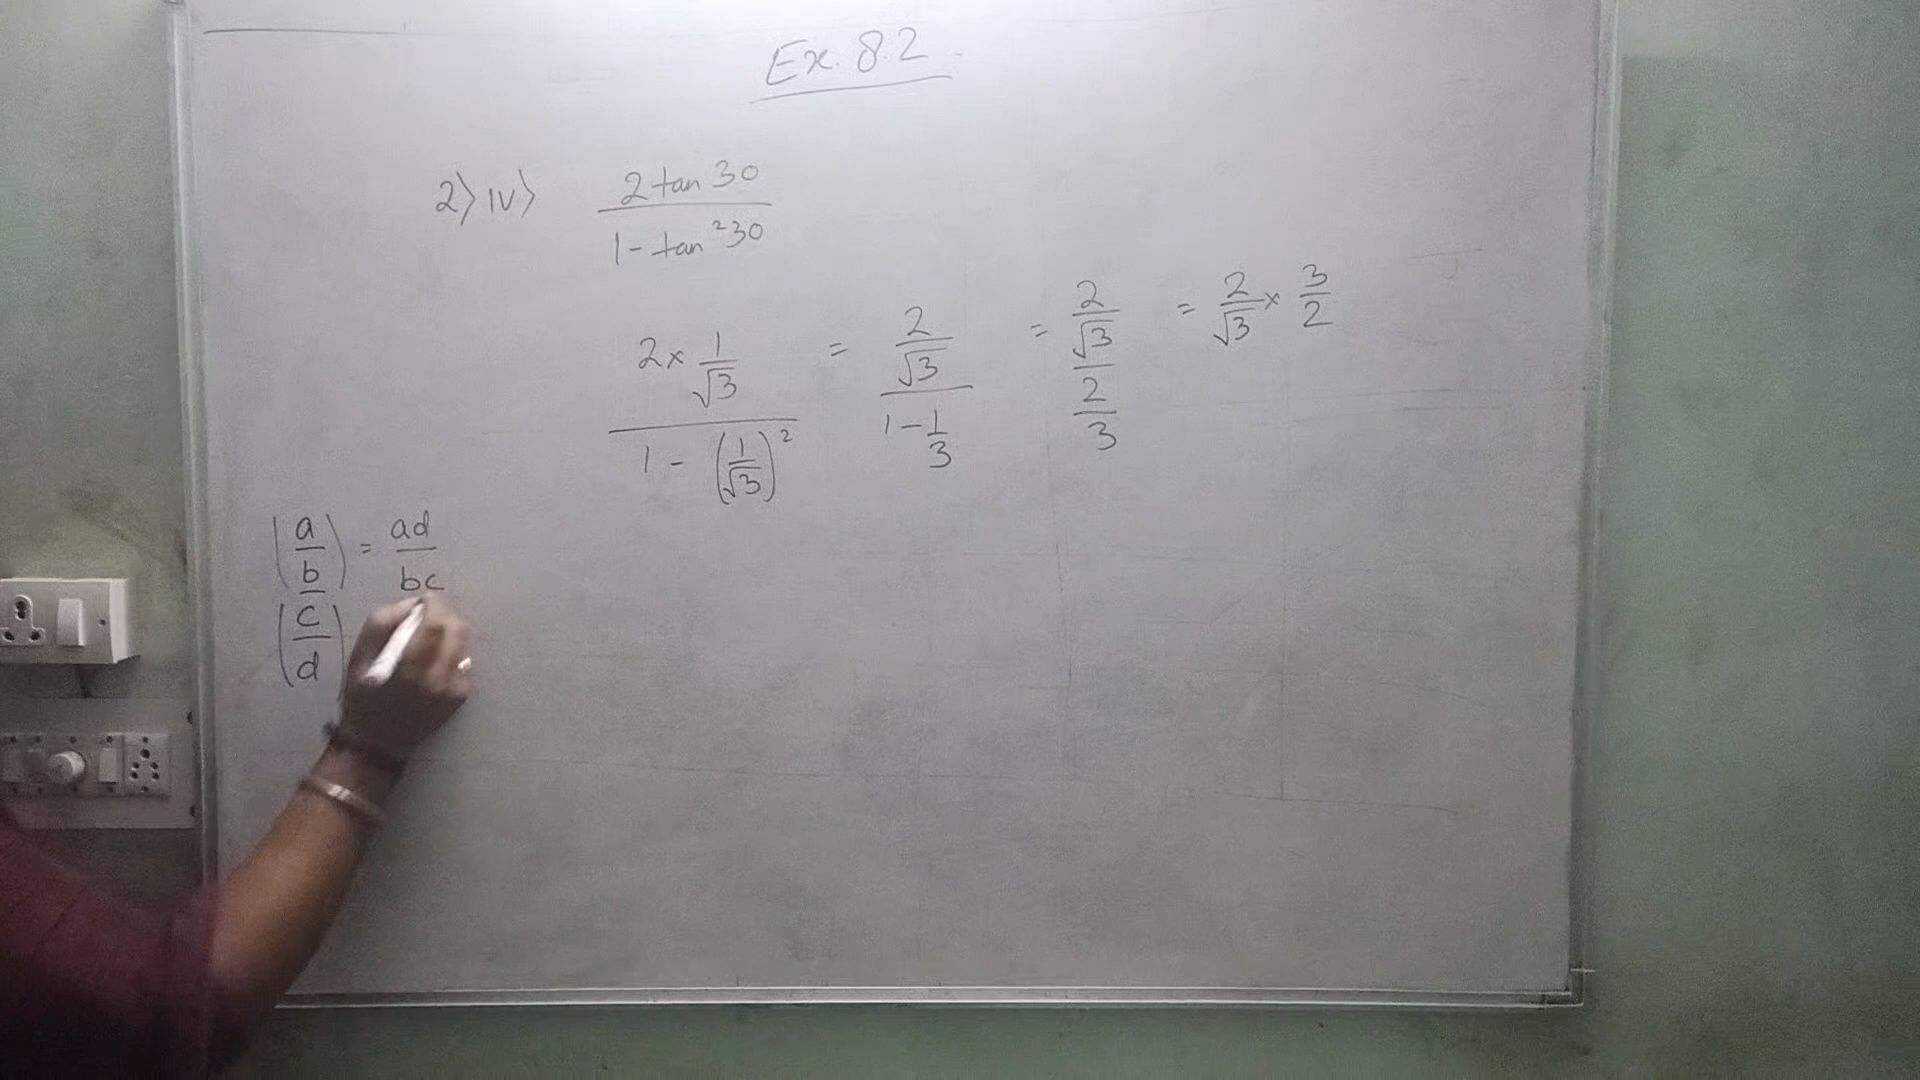 Ex. 8.2
2) iv) 2 tan 30 / 1 - tan²30
2 × 1/√3 / 1 - (1/√3)² = 2/√3 / 1 - 1/3 = 2/√3 / 2/3 = 2/√3 × 3/2
(a/b) / (c/d) = ad/bc